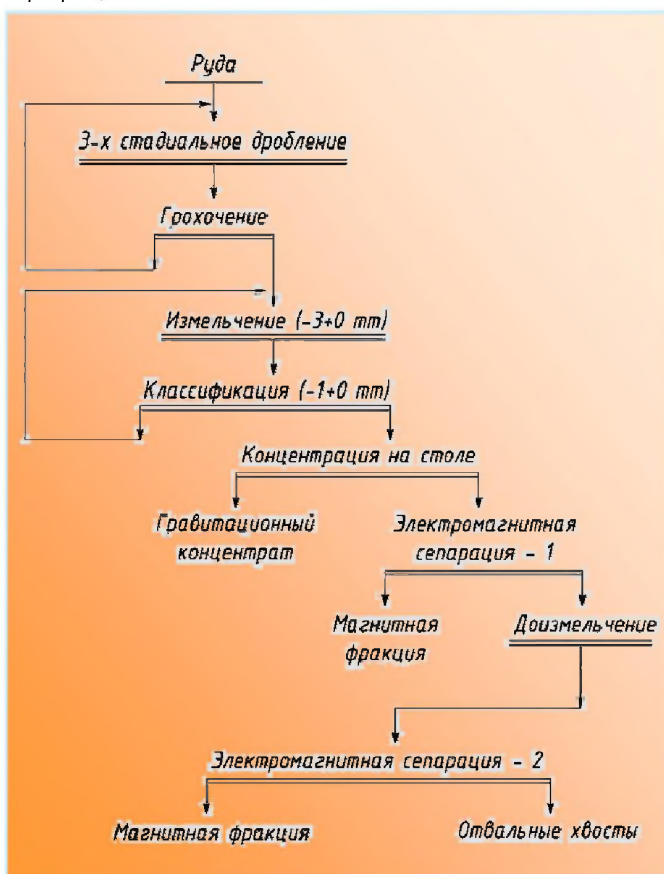 Руда
3-х стадиальное дробление
Грохочение
Измельчение (-3+0 mm)
Классификация (-1+0 mm)
Концентрация на столе
Гравитационный
концентрат
Электромагнитная
сепарация - 1
Магнитная
фракция
Доизмельчение
Электромагнитная сепарация - 2
Магнитная фракция
Отвальные хвосты